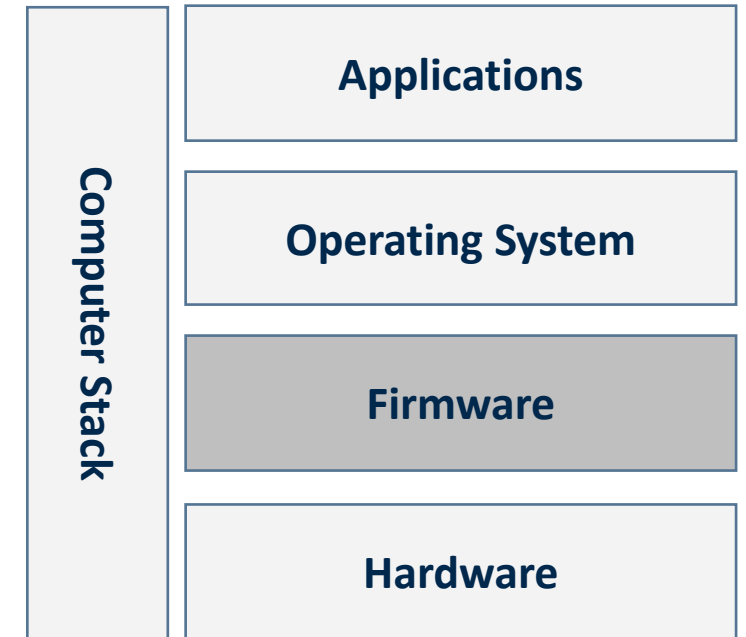 Computer Stack
Applications
Operating System
Firmware
Hardware